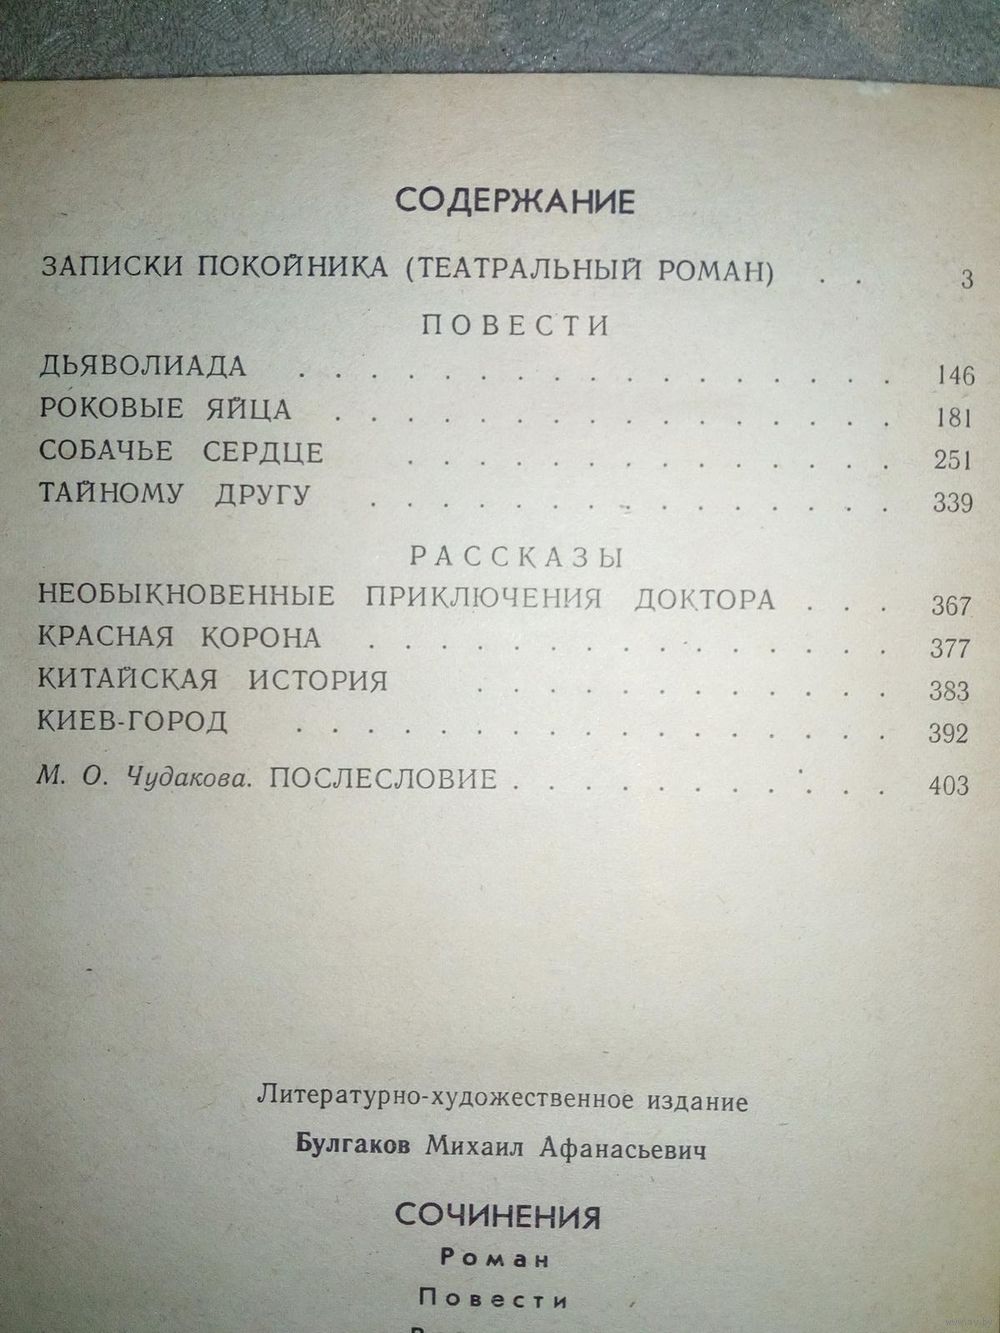 СОДЕРЖАНИЕ
ЗАПИСКИ ПОКОЙНИКА (ТЕАТРАЛЬНЫЙ РОМАН) . . 3
ПОВЕСТИ
ДЬЯВОЛИАДА . . . . . . . . . . . . . . . . . 146
РОКОВЫЕ ЯЙЦА . . . . . . . . . . . . . . . . 181
СОБАЧЬЕ СЕРДЦЕ . . . . . . . . . . . . . . 251
ТАЙНОМУ ДРУГУ . . . . . . . . . . . . . . . 339
РАССКАЗЫ
НЕОБЫКНОВЕННЫЕ ПРИКЛЮЧЕНИЯ ДОКТОРА . . . 367
КРАСНАЯ КОРОНА . . . . . . . . . . . . . . . 377
КИТАЙСКАЯ ИСТОРИЯ . . . . . . . . . . . . 383
КИЕВ-ГОРОД . . . . . . . . . . . . . . . . . 392
М. О. Чудакова. ПОСЛЕСЛОВИЕ . . . . . . . . . . . 403
Литературно-художественное издание
Булгаков Михаил Афанасьевич
СОЧИНЕНИЯ
Роман
Повести